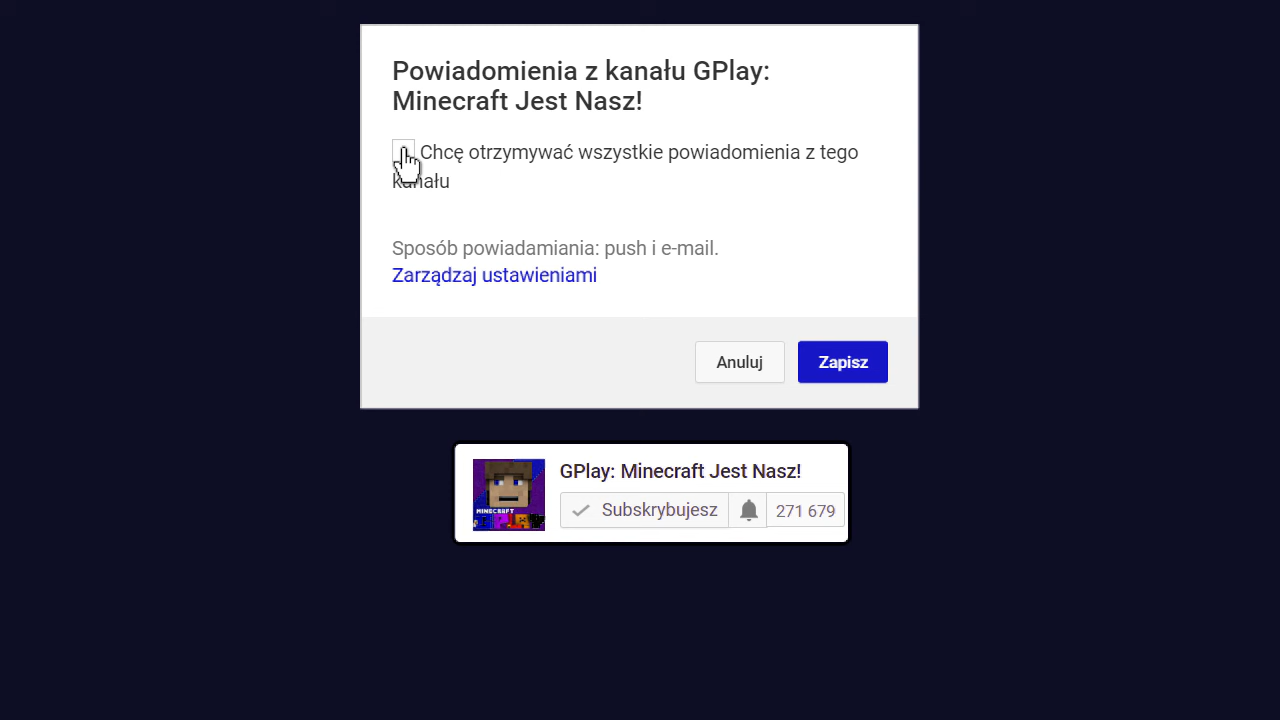 Powiadomienia z kanału GPlay:
Minecraft Jest Nasz!
Chcę otrzymywać wszystkie powiadomienia z tego
kanału
Sposób powiadamiania: push i e-mail.
Zarządzaj ustawieniami
Anuluj
Zapisz
GPlay: Minecraft Jest Nasz!
Subskrybujesz
271 679
MINECRAFT